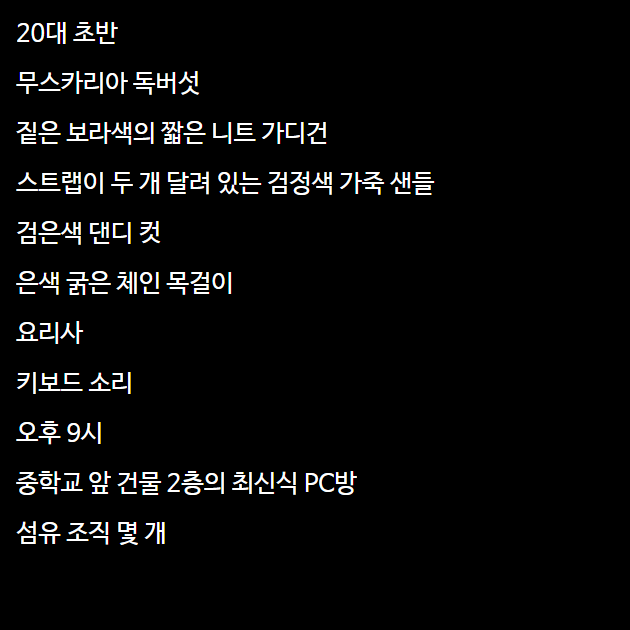 20대 초반
무스카리아 독버섯
짙은 보라색의 짧은 니트 가디건
스트랩이 두 개 달려 있는 검정색 가죽 샌들
검은색 댄디 컷
은색 굵은 체인 목걸이
요리사
키보드 소리
오후 9시
중학교 앞 건물 2층의 최신식 PC방
섬유 조직 몇 개